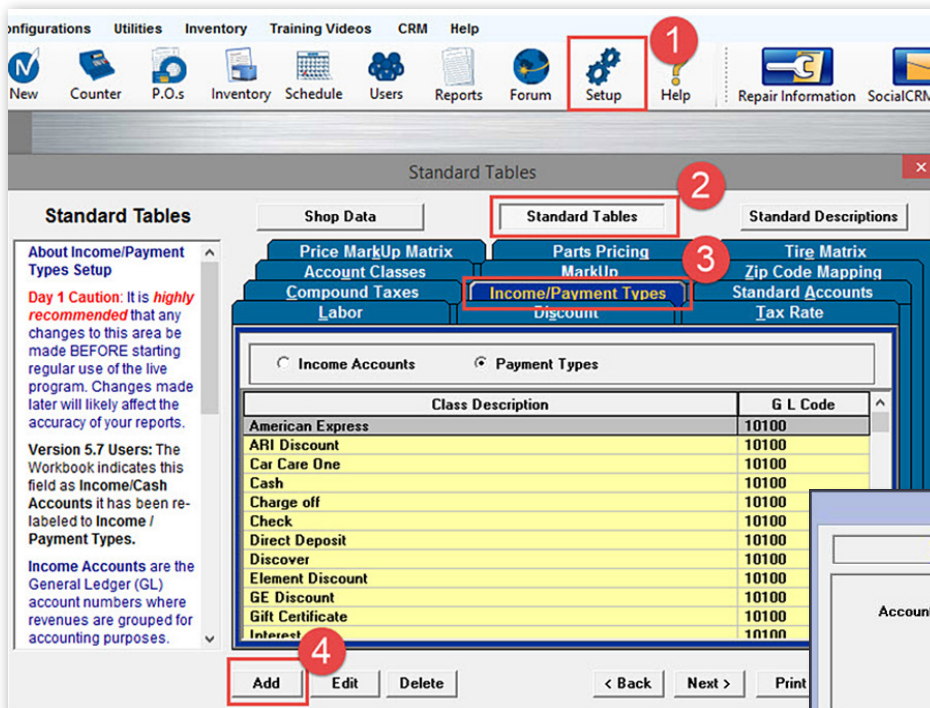 onfigurations Utilities Inventory Training Videos CRM Help
1
New Counter P.O.s Inventory Schedule Users Reports Forum Setup Help Repair Information SocialCRM
Standard Tables
2
Standard Tables
Shop Data Standard Tables Standard Descriptions
About Income/Payment
Types Setup
Day 1 Caution: It is highly
recommended that any
changes to this area be
made BEFORE starting
regular use of the live
program. Changes made
later will likely affect the
accuracy of your reports.
Version 5.7 Users: The
Workbook indicates this
field as Income/Cash
Accounts it has been re-
labeled to Income /
Payment Types.
Income Accounts are the
General Ledger (GL)
account numbers where
revenues are grouped for
accounting purposes.
Price MarkUp Matrix Parts Pricing Tire Matrix
3
Account Classes MarkUp Zip Code Mapping
Compound Taxes Income/Payment Types Standard Accounts
Labor Discount Tax Rate
Income Accounts Payment Types
Class Description G L Code
American Express 10100
ARI Discount 10100
Car Care One 10100
Cash 10100
Charge off 10100
Check 10100
Direct Deposit 10100
Discover 10100
Element Discount 10100
GE Discount 10100
Gift Certificate 10100
Interest 10100
4
Add Edit Delete < Back Next > Print
Accoun